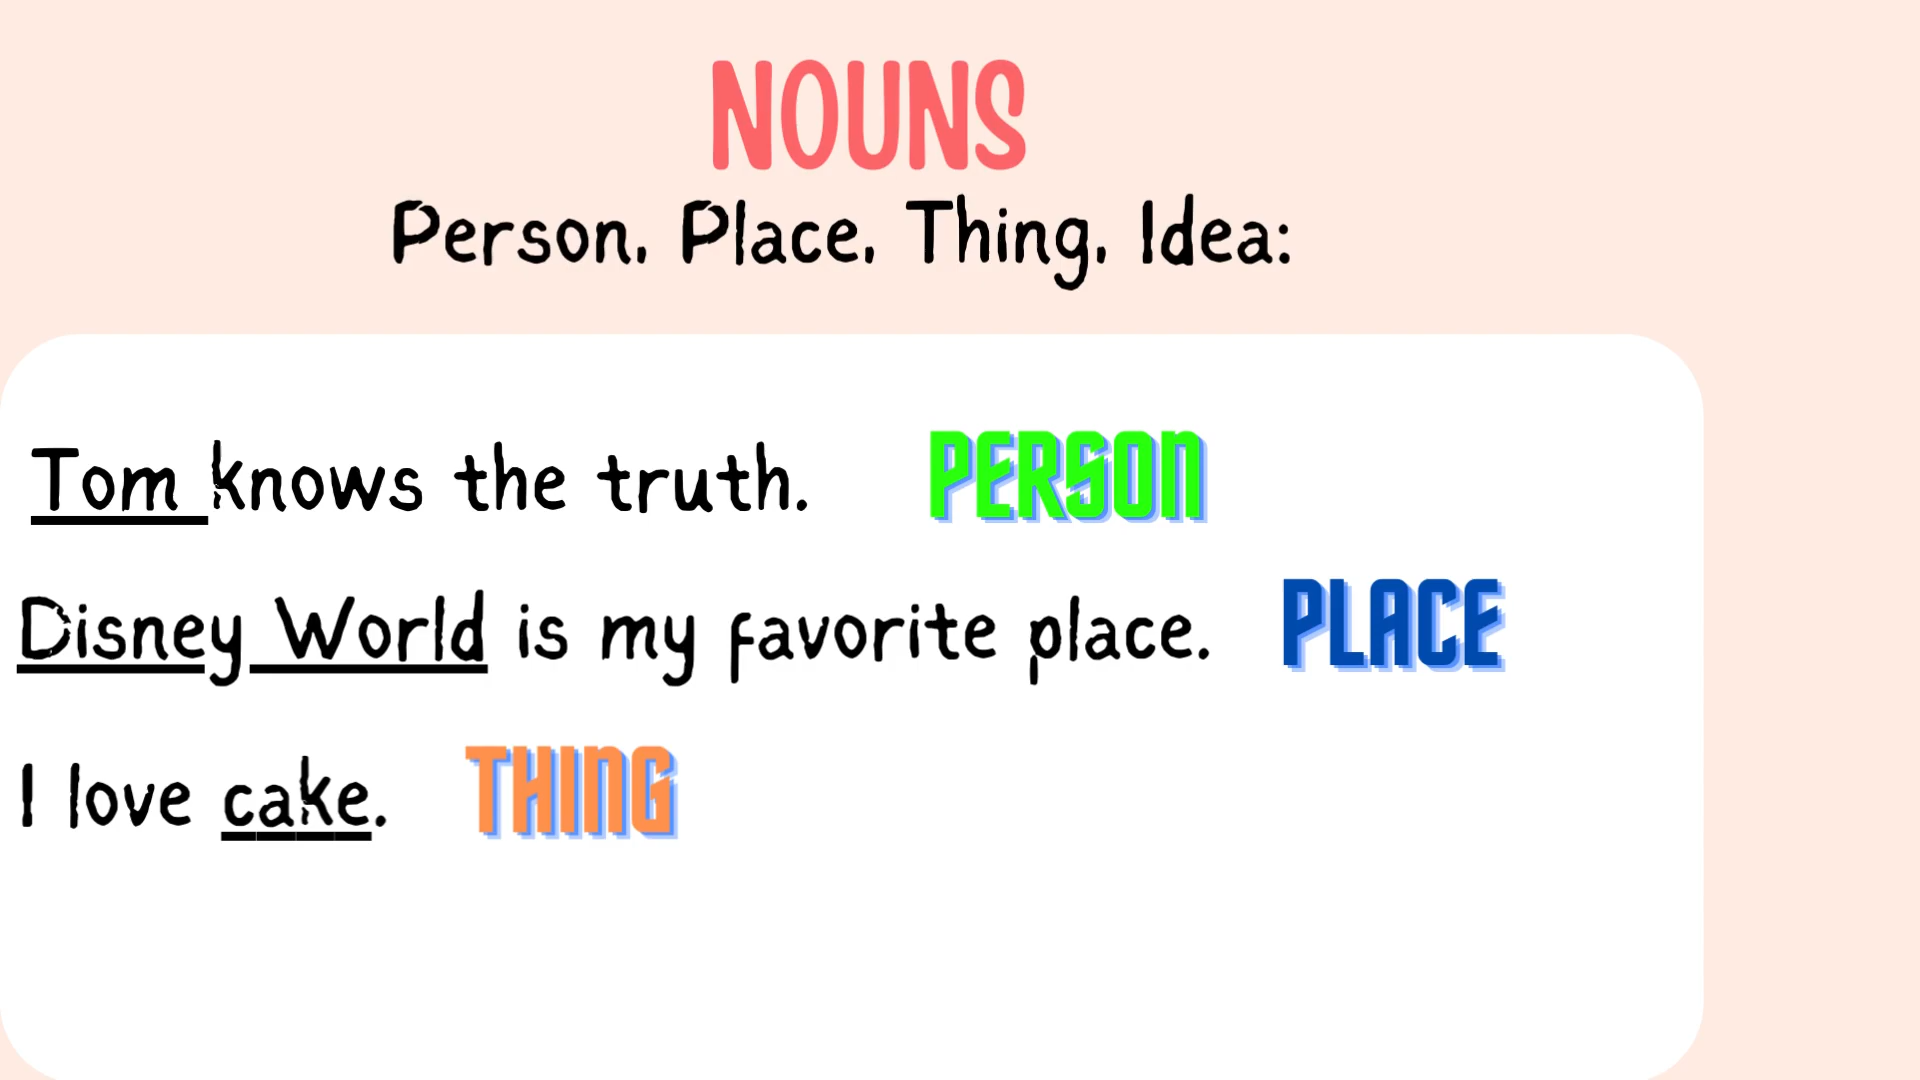 NOUNS
Person, Place, Thing, Idea:
Tom knows the truth. PERSON
Disney World is my favorite place. PLACE
I love cake. THING